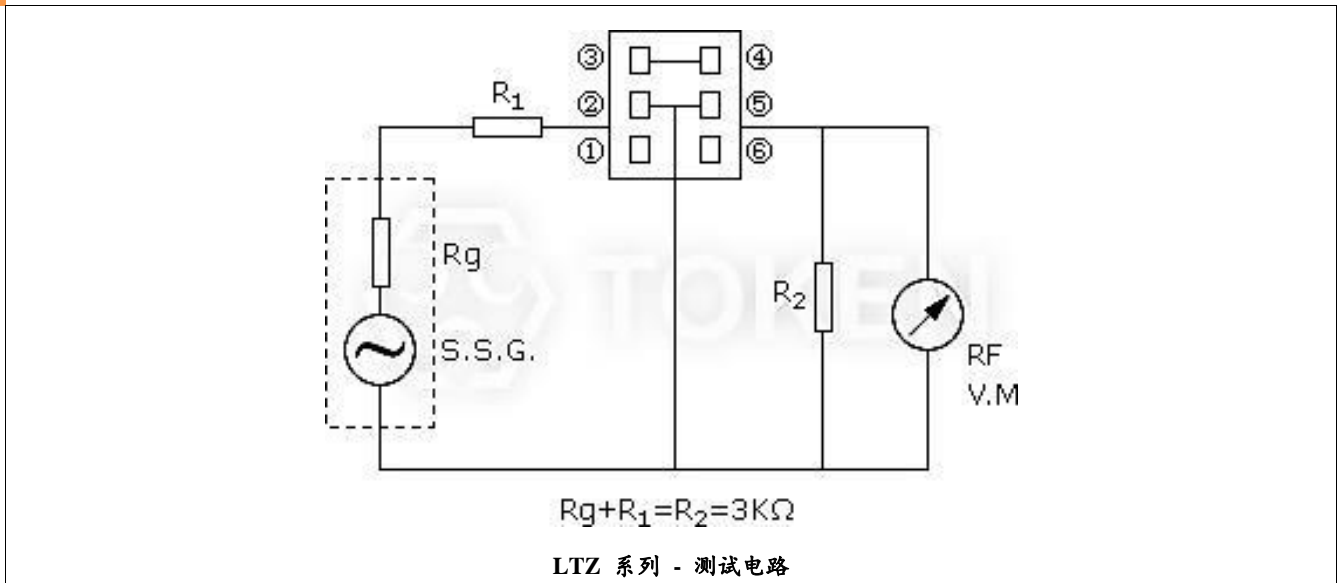 ③ ④
R₁ ② ⑤
① ⑥
Rg
S.S.G.
R₂
TOKEN
RF
V.M
Rg+R₁=R₂=3KΩ
LTZ 系列 - 测试电路